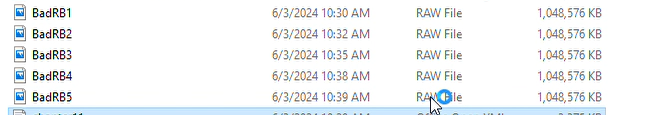 BadRB1 6/3/2024 10:30 AM RAW File 1,048,576 KB
BadRB2 6/3/2024 10:32 AM RAW File 1,048,576 KB
BadRB3 6/3/2024 10:35 AM RAW File 1,048,576 KB
BadRB4 6/3/2024 10:38 AM RAW File 1,048,576 KB
BadRB5 6/3/2024 10:39 AM RAW File 1,048,576 KB